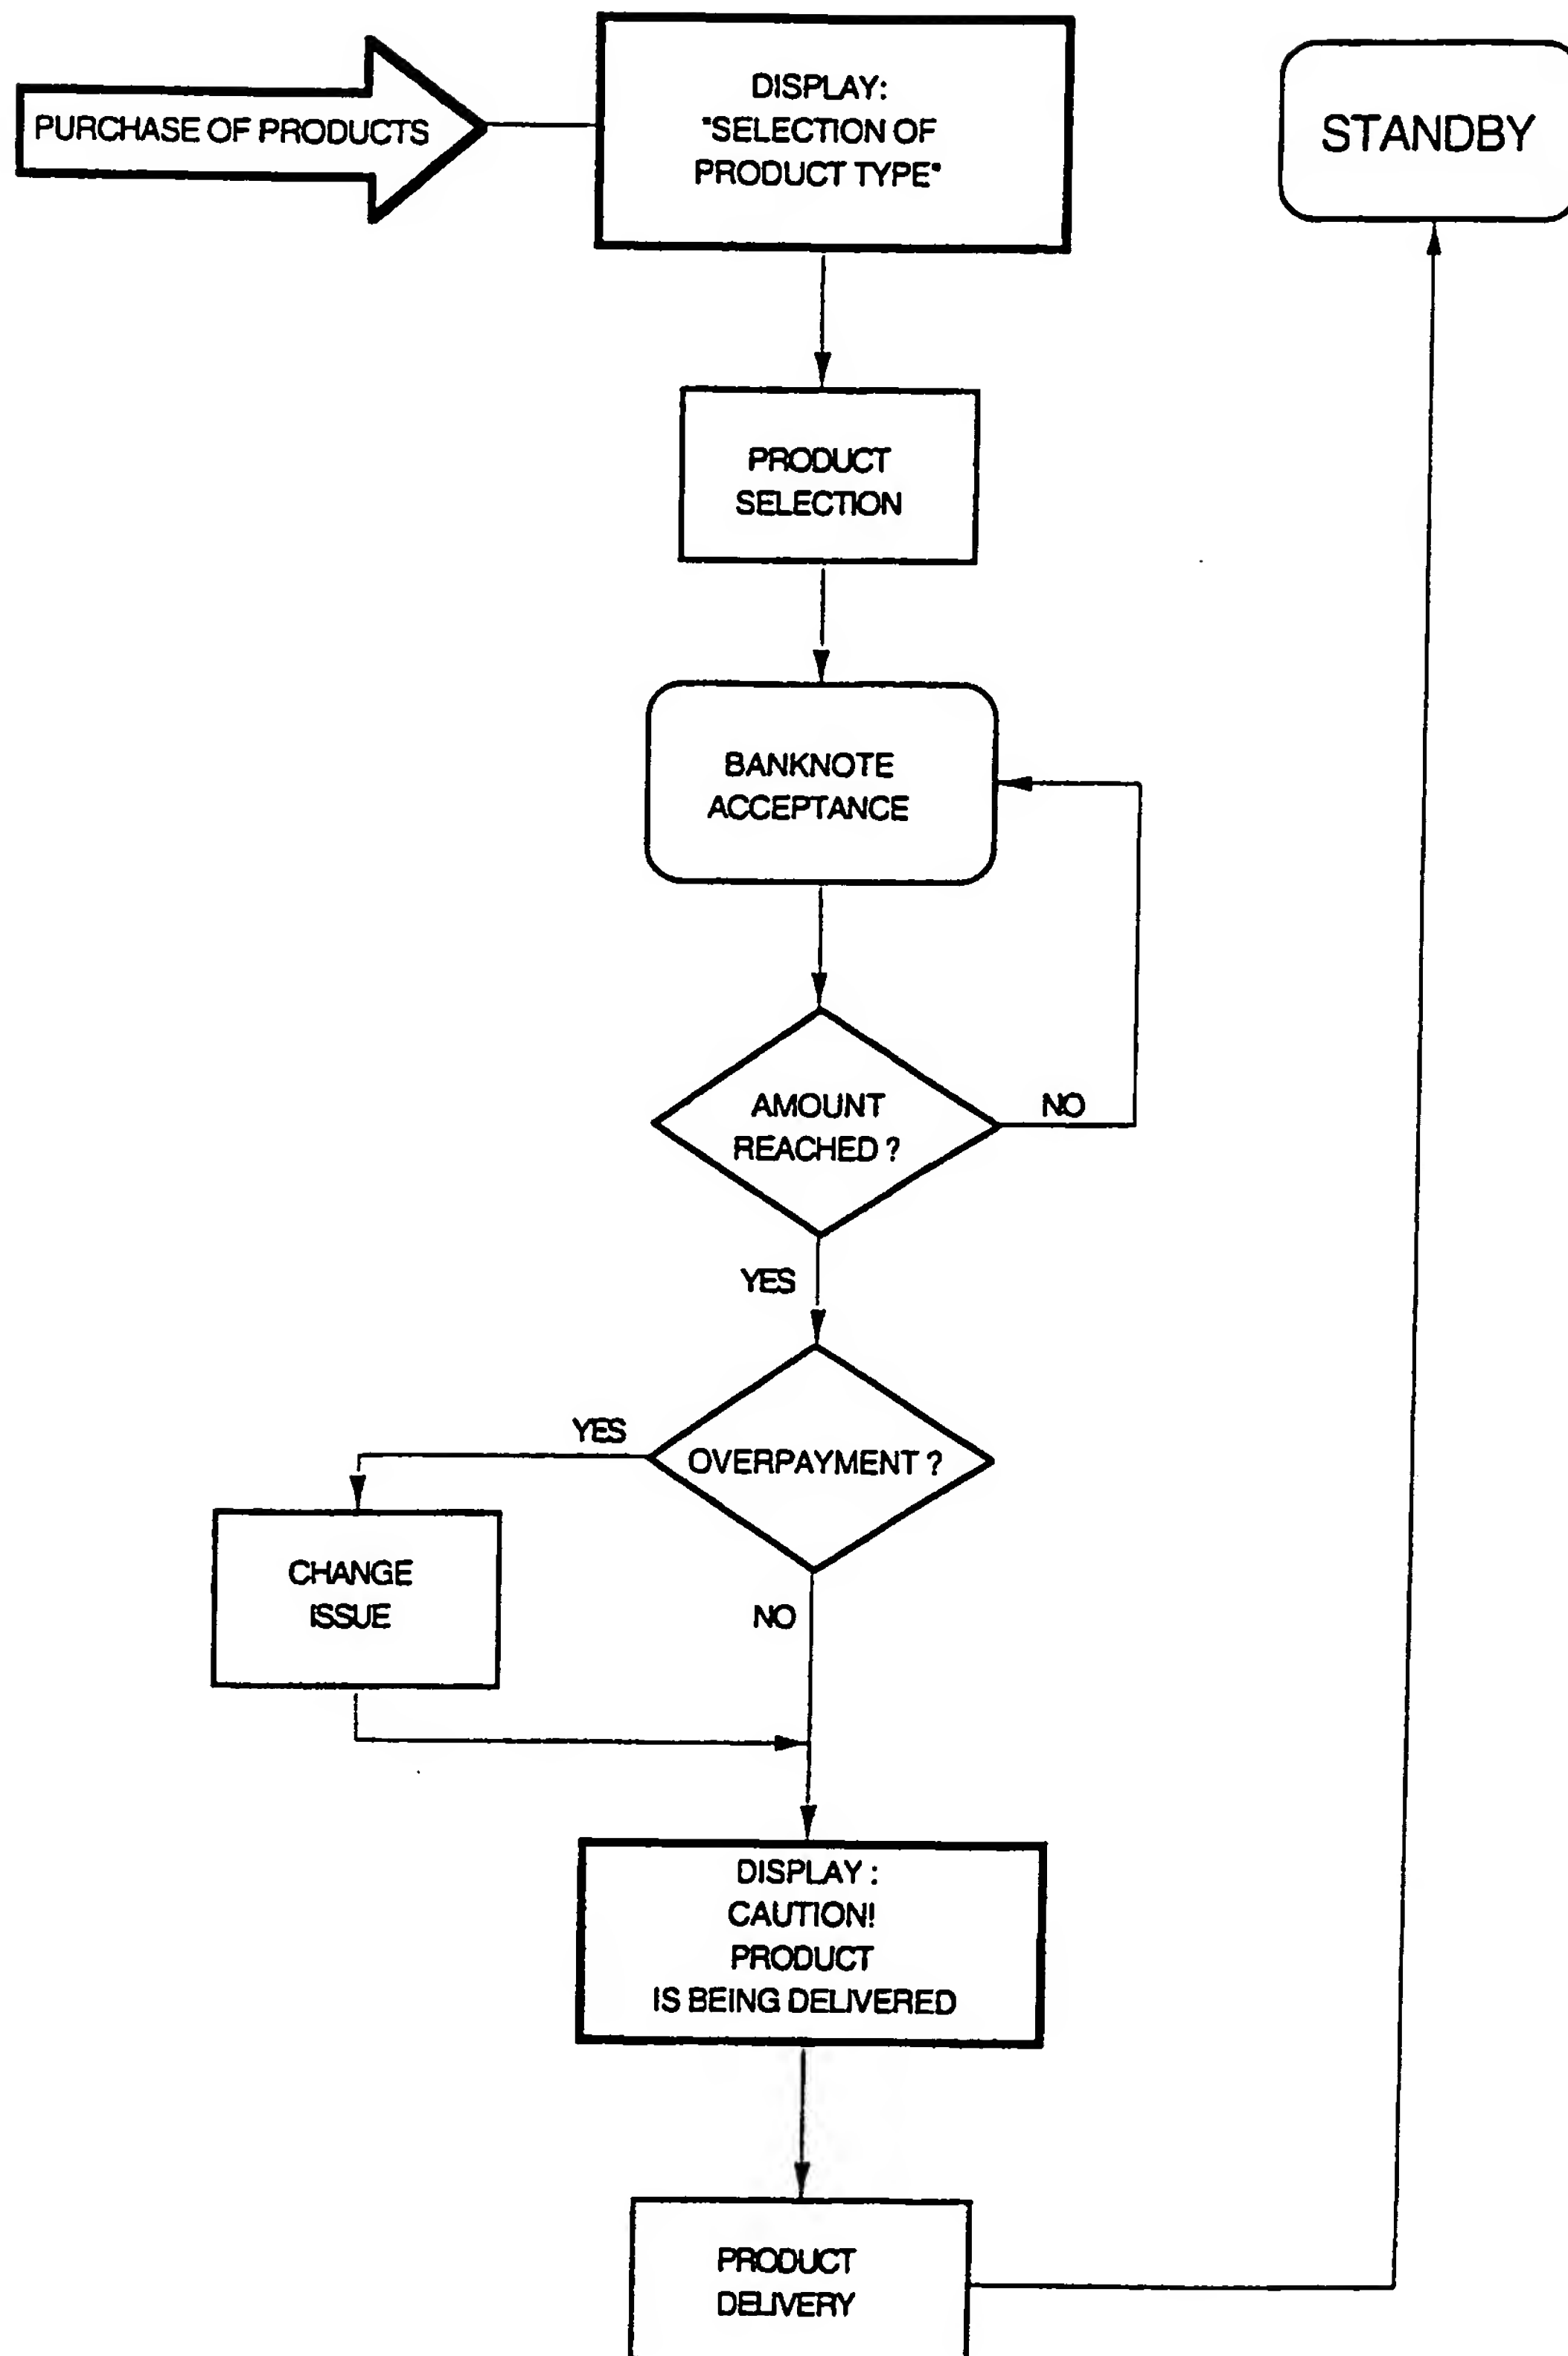 PURCHASE OF PRODUCTS
DISPLAY:
"SELECTION OF
PRODUCT TYPE"
STANDBY
PRODUCT
SELECTION
BANKNOTE
ACCEPTANCE
AMOUNT
REACHED ?
NO
YES
OVERPAYMENT ?
YES
CHANGE
ISSUE
NO
DISPLAY :
CAUTION!
PRODUCT
IS BEING DELIVERED
PRODUCT
DELIVERY